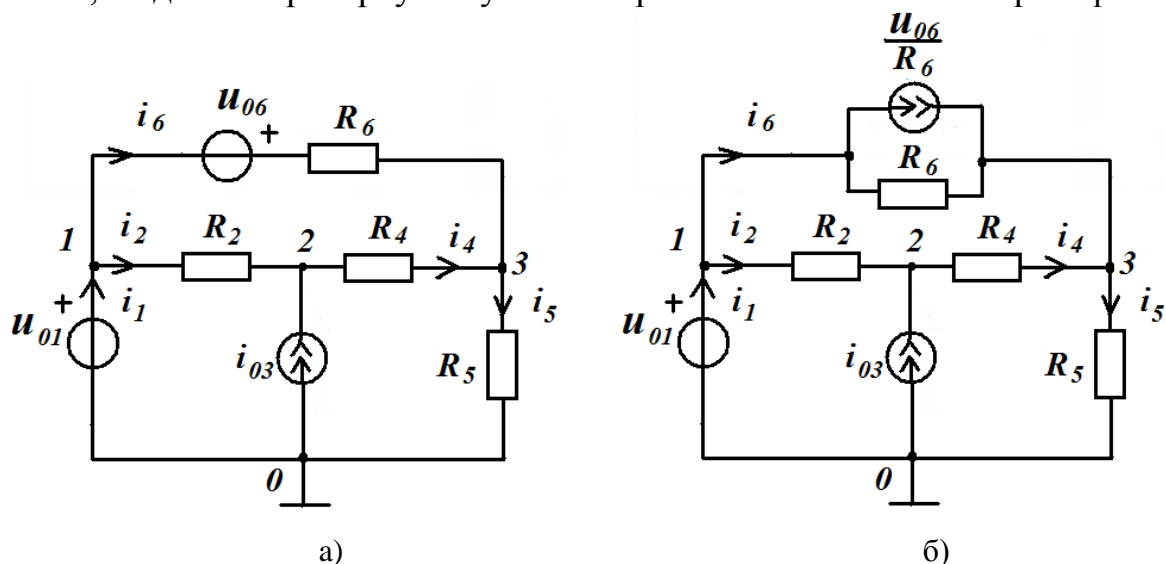 u06
R6
u06 + R6
i6
i6
R6
1 i2 R2 2 R4 i4 3
1 i2 R2 2 R4 i4 3
+ i1 i5
+ i1 i5
u01 i03 R5
u01 i03 R5
0
0
а)
б)